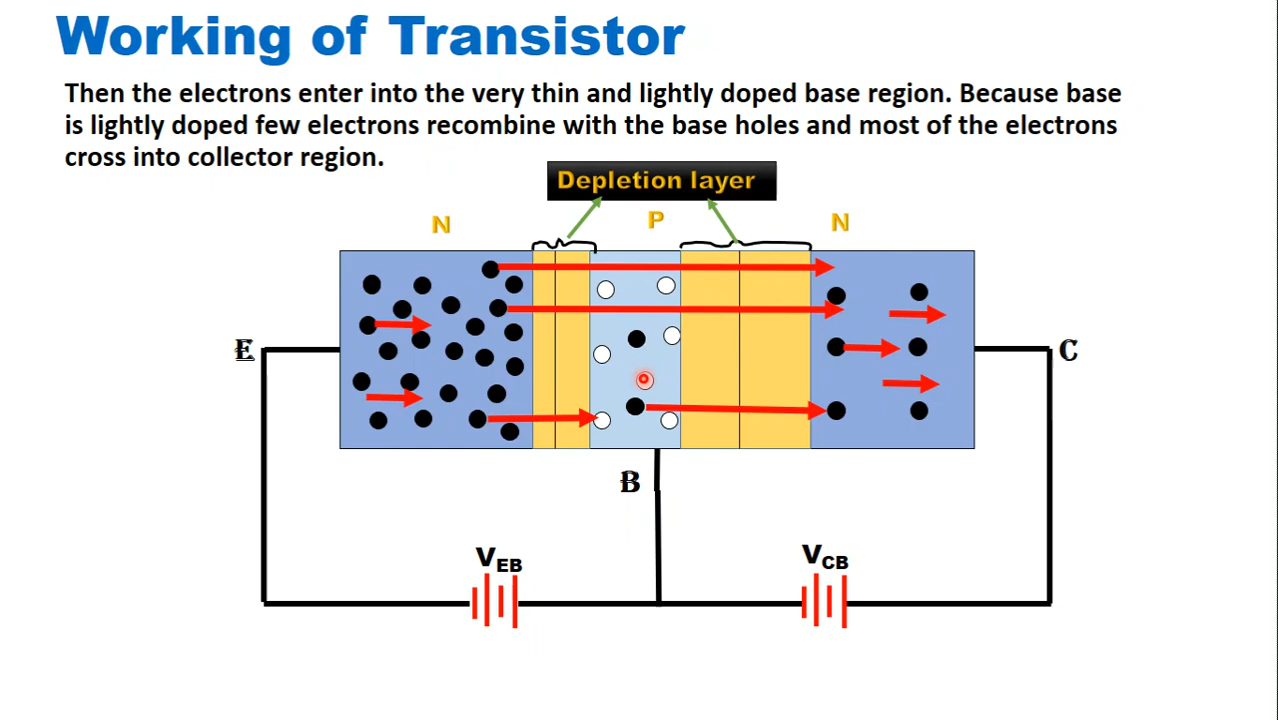 Working of Transistor
Then the electrons enter into the very thin and lightly doped base region. Because base
is lightly doped few electrons recombine with the base holes and most of the electrons
cross into collector region.
Depletion layer
N
P
N
E
C
B
VEB
VCB